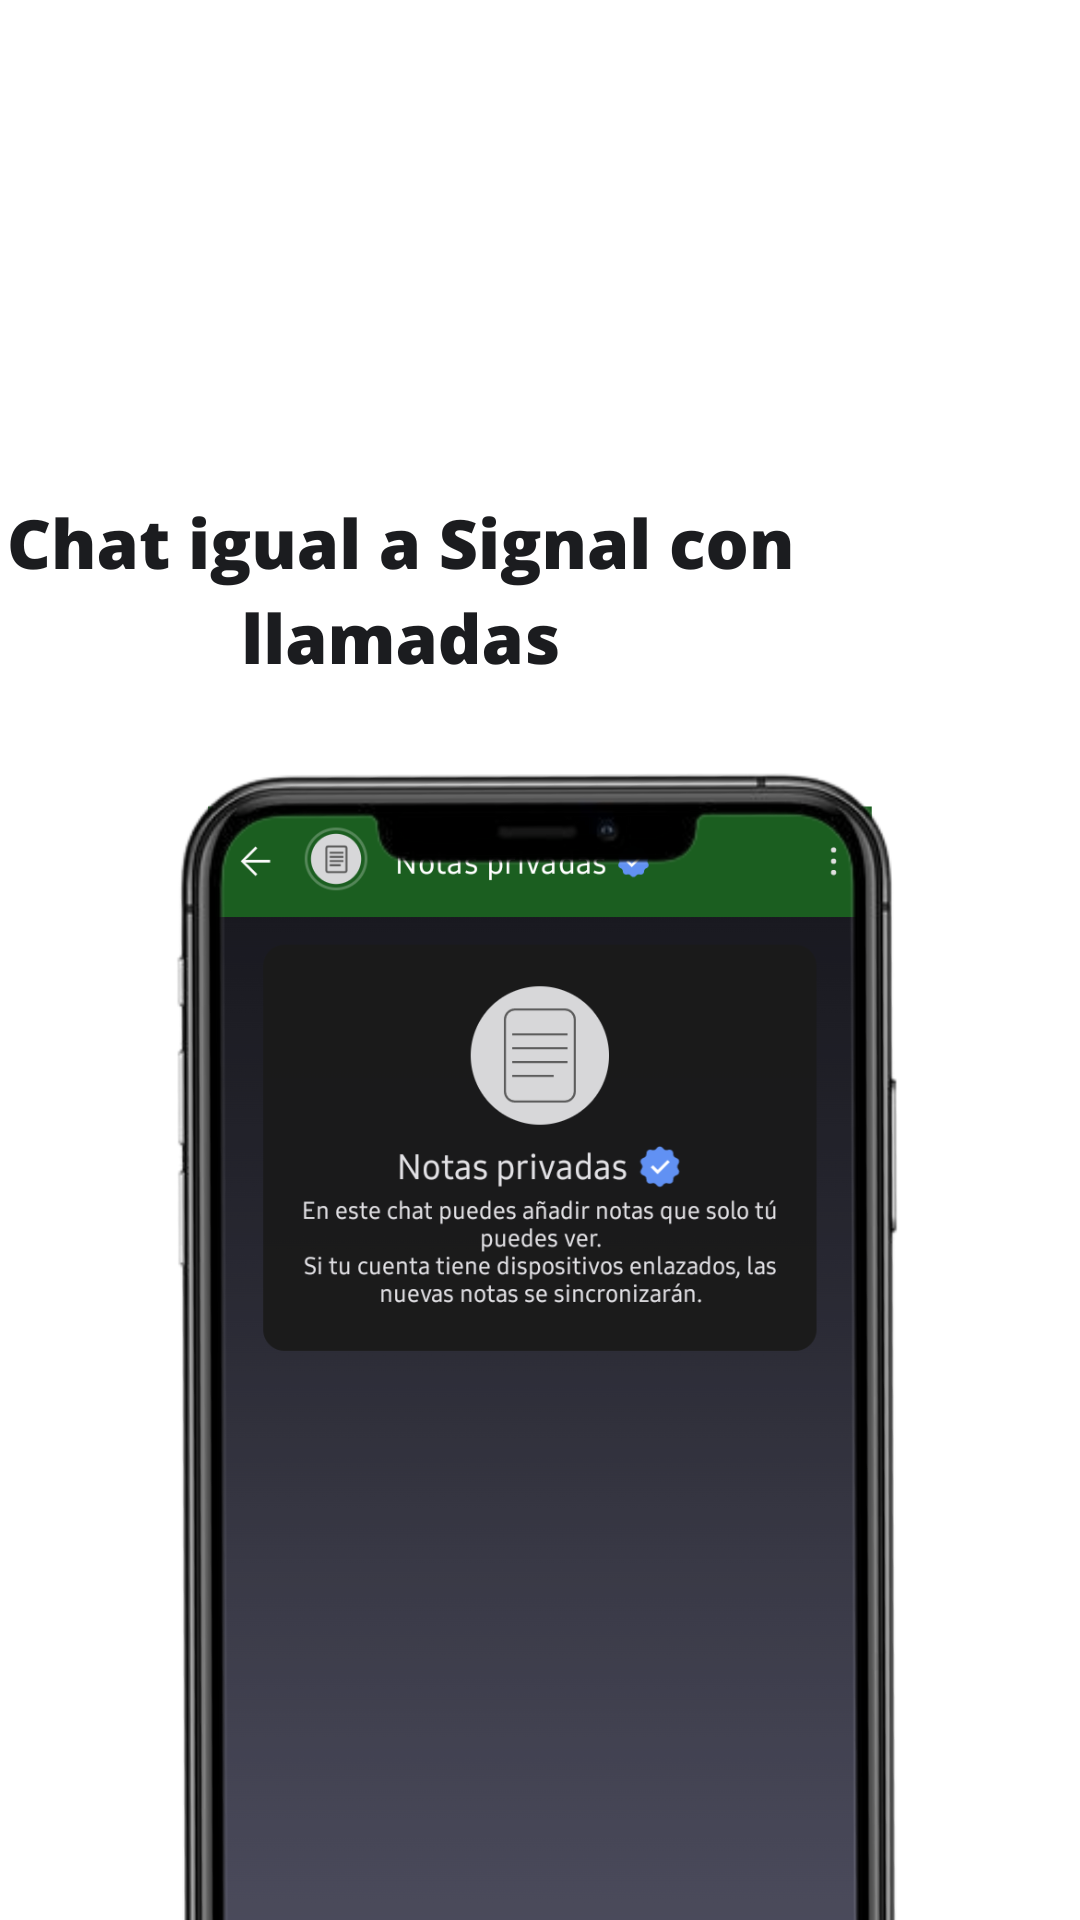 Chat igual a Signal con
llamadas
Notas privadas
Notas privadas
En este chat puedes añadir notas que solo tú
puedes ver.
Si tu cuenta tiene dispositivos enlazados, las
nuevas notas se sincronizarán.